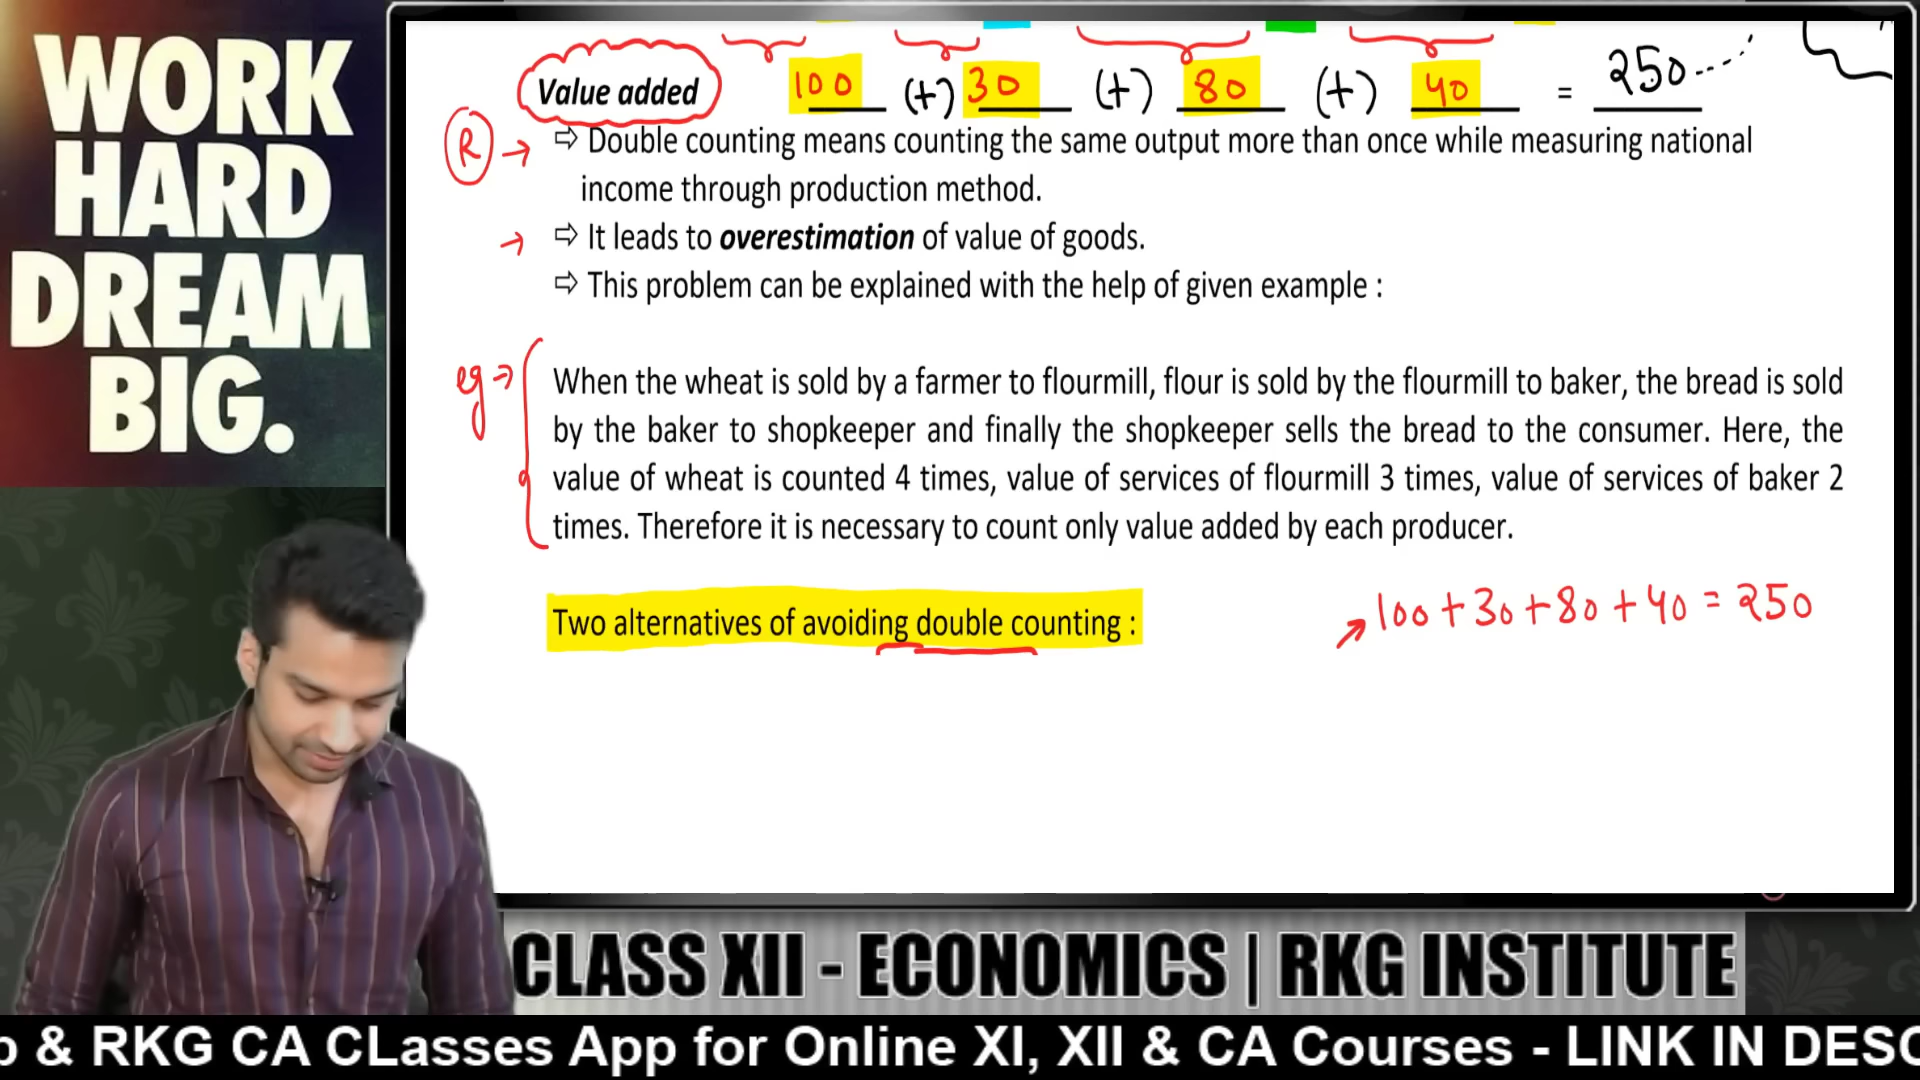 WORK
HARD
DREAM
BIG.
Value added 100 (+) 30 (+) 80 (+) 40 = 250
R → ⇨ Double counting means counting the same output more than once while measuring national
income through production method.
→ ⇨ It leads to overestimation of value of goods.
⇨ This problem can be explained with the help of given example :
eg → When the wheat is sold by a farmer to flourmill, flour is sold by the flourmill to baker, the bread is sold
by the baker to shopkeeper and finally the shopkeeper sells the bread to the consumer. Here, the
value of wheat is counted 4 times, value of services of flourmill 3 times, value of services of baker 2
times. Therefore it is necessary to count only value added by each producer.
100 + 30 + 80 + 40 = 250
Two alternatives of avoiding double counting :
CLASS XII - ECONOMICS | RKG INSTITUTE
p & RKG CA CLasses App for Online XI, XII & CA Courses - LINK IN DESC